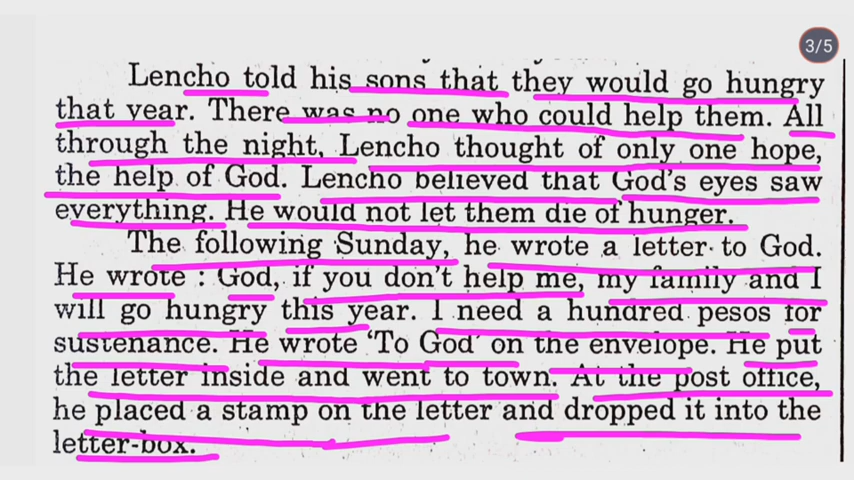 3/5
Lencho told his sons that they would go hungry
that year. There was no one who could help them. All
through the night, Lencho thought of only one hope,
the help of God. Lencho believed that God's eyes saw
everything. He would not let them die of hunger.
The following Sunday, he wrote a letter to God.
He wrote : God, if you don't help me, my family and I
will go hungry this year. I need a hundred pesos for
sustenance. He wrote 'To God' on the envelope. He put
the letter inside and went to town. At the post office,
he placed a stamp on the letter and dropped it into the
letter-box.